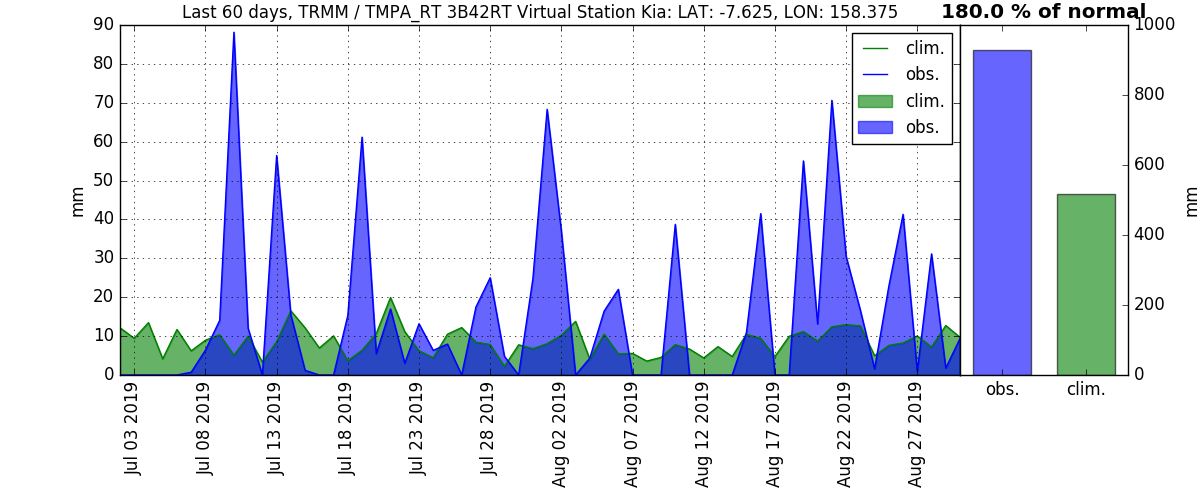 Last 60 days, TRMM / TMPA_RT 3B42RT Virtual Station Kia: LAT: -7.625, LON: 158.375
180.0 % of normal
90
80
70
60
50
40
30
20
10
0
mm
clim.
obs.
clim.
obs.
1000
800
600
400
200
0
mm
obs.
clim.
Jul 03 2019
Jul 08 2019
Jul 13 2019
Jul 18 2019
Jul 23 2019
Jul 28 2019
Aug 02 2019
Aug 07 2019
Aug 12 2019
Aug 17 2019
Aug 22 2019
Aug 27 2019